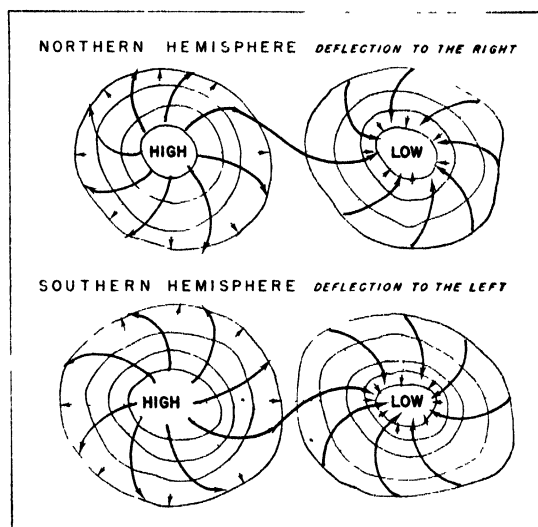 NORTHERN HEMISPHERE DEFLECTION TO THE RIGHT
HIGH LOW
SOUTHERN HEMISPHERE DEFLECTION TO THE LEFT
HIGH LOW